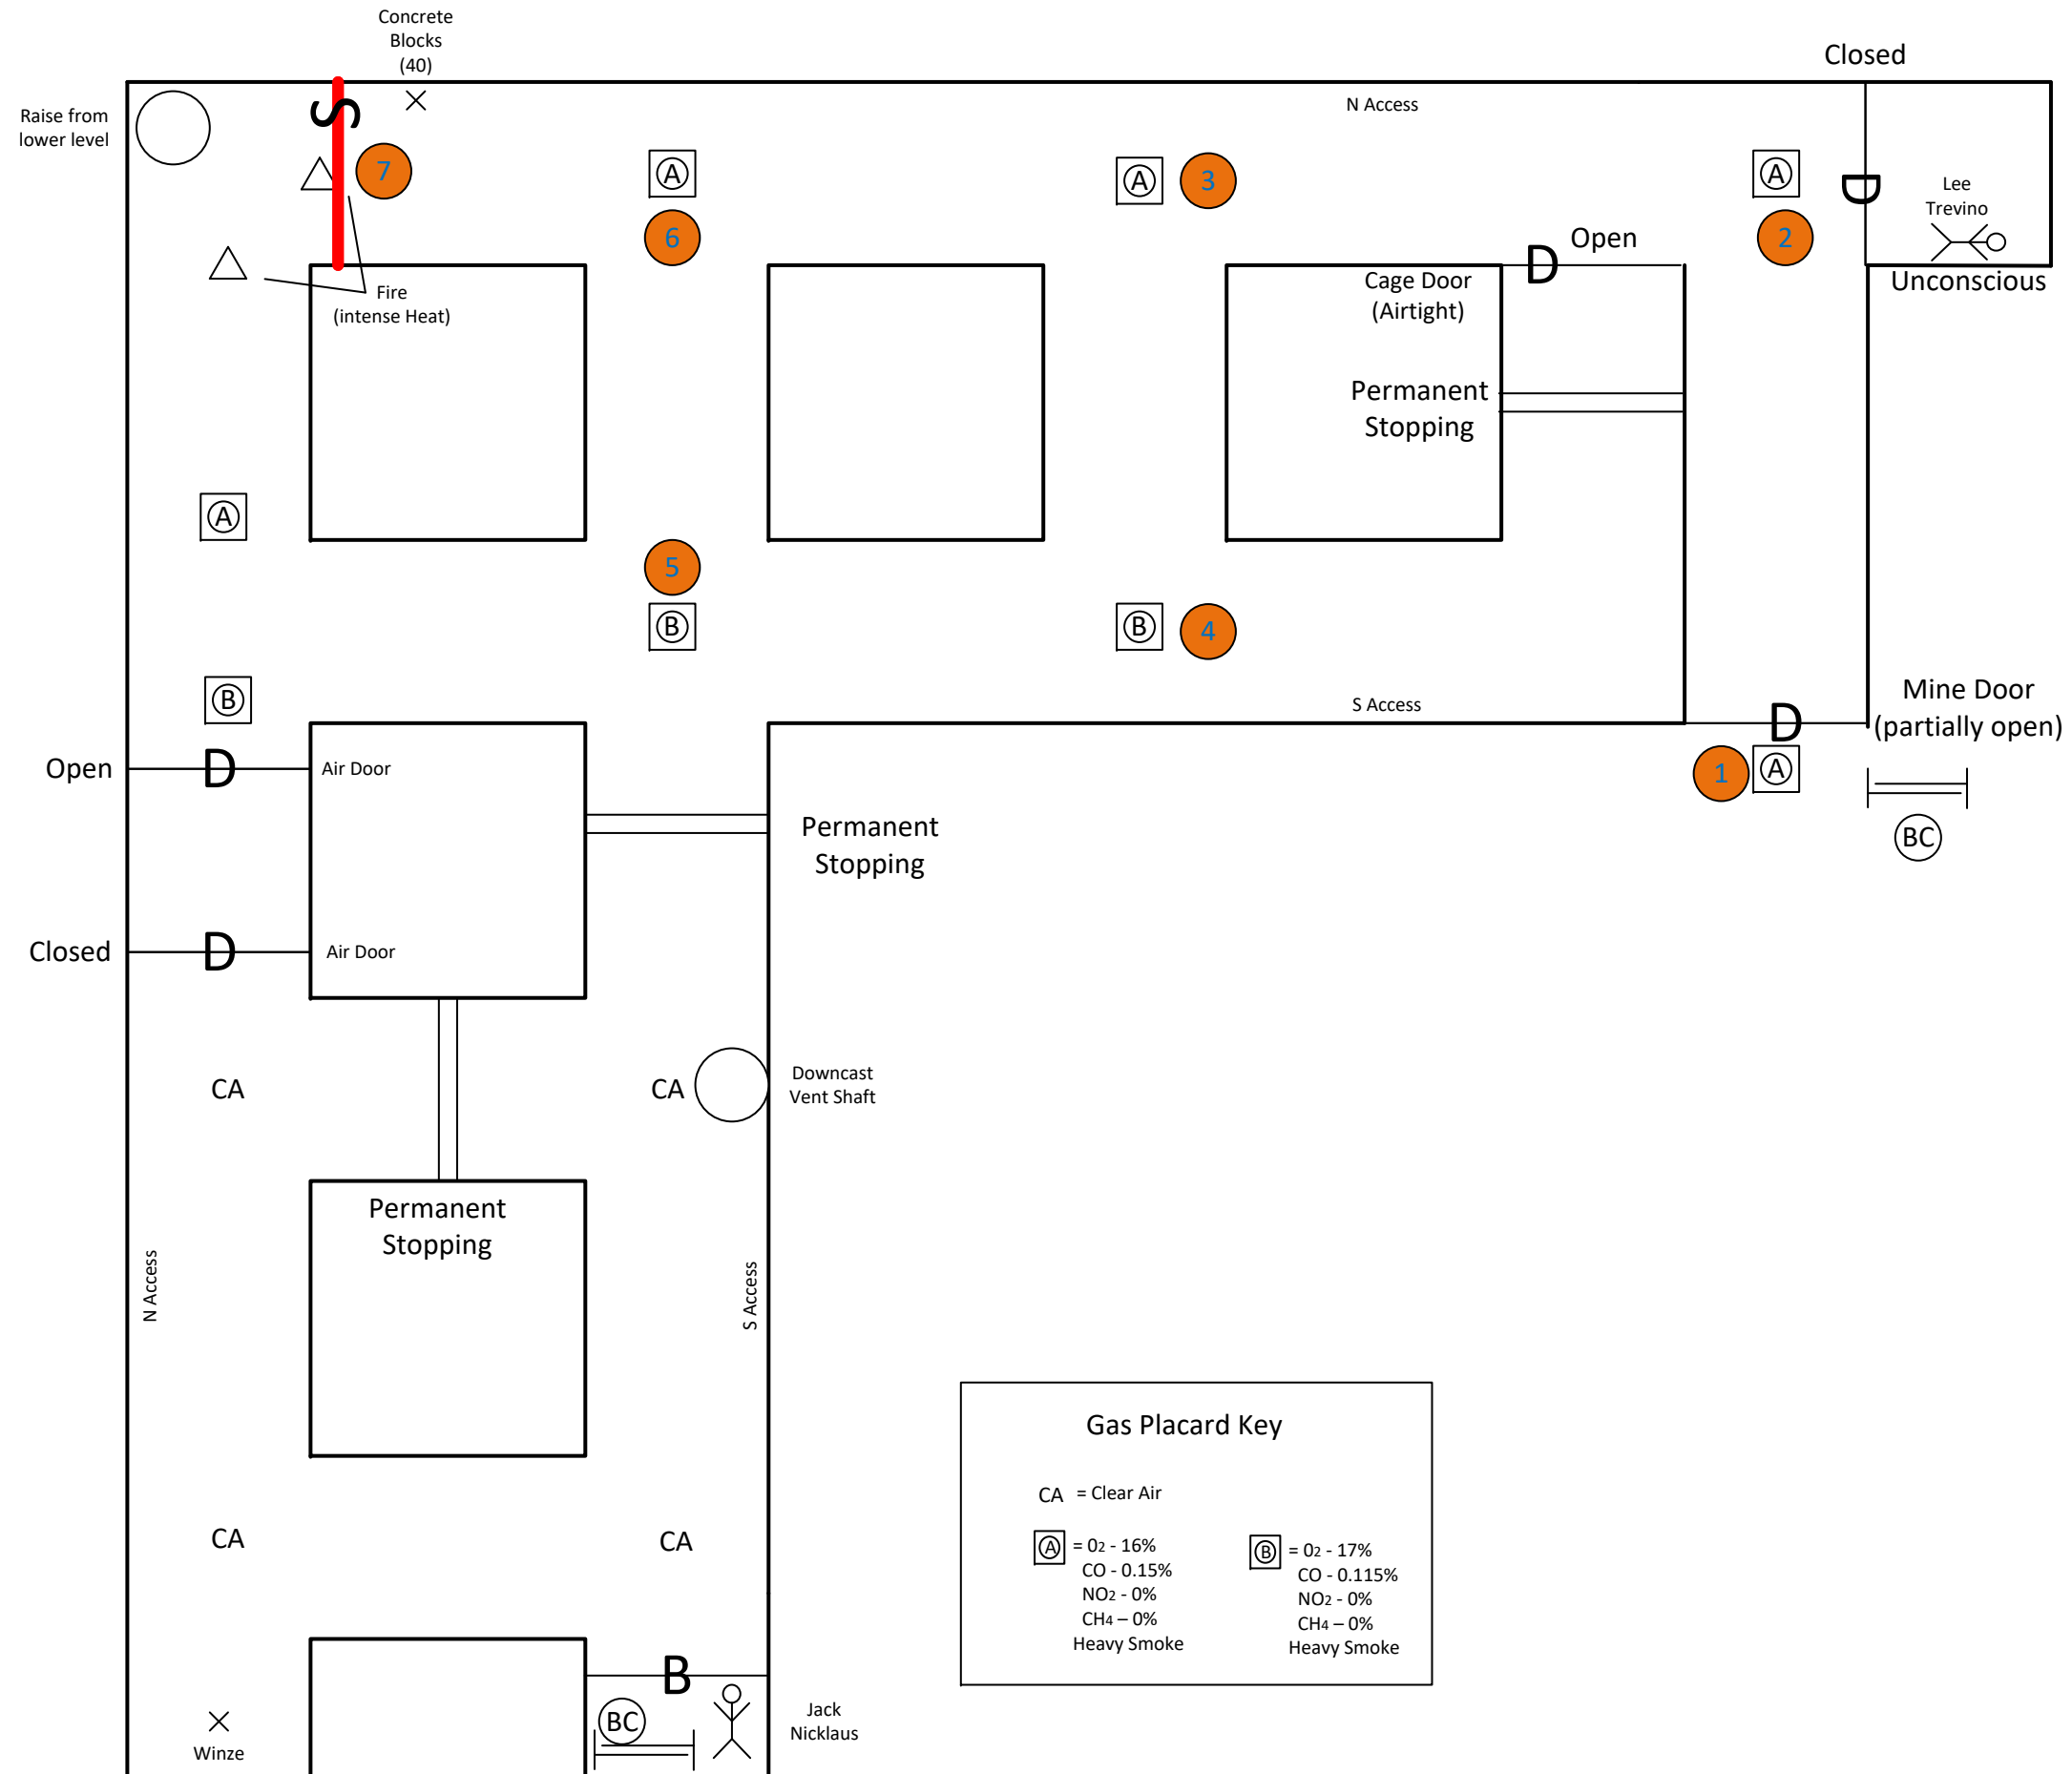 Concrete
Blocks
(40)
Closed
Raise from
lower level
S
N Access
7
A
A
3
A
D
Lee
Trevino
6
2
D
Open
Unconscious
Fire
(intense Heat)
Cage Door
(Airtight)
Permanent
Stopping
A
5
B
B
4
B
S Access
Mine Door
(partially open)
D
Open
D
Air Door
1
A
BC
Permanent
Stopping
Closed
D
Air Door
CA
CA
Downcast
Vent Shaft
Permanent
Stopping
N Access
S Access
Gas Placard Key
CA = Clear Air
A = 02 - 16%
CO - 0.15%
NO2 - 0%
CH4 – 0%
Heavy Smoke
B = 02 - 17%
CO - 0.115%
NO2 - 0%
CH4 – 0%
Heavy Smoke
CA
CA
B
BC
Jack
Nicklaus
Winze